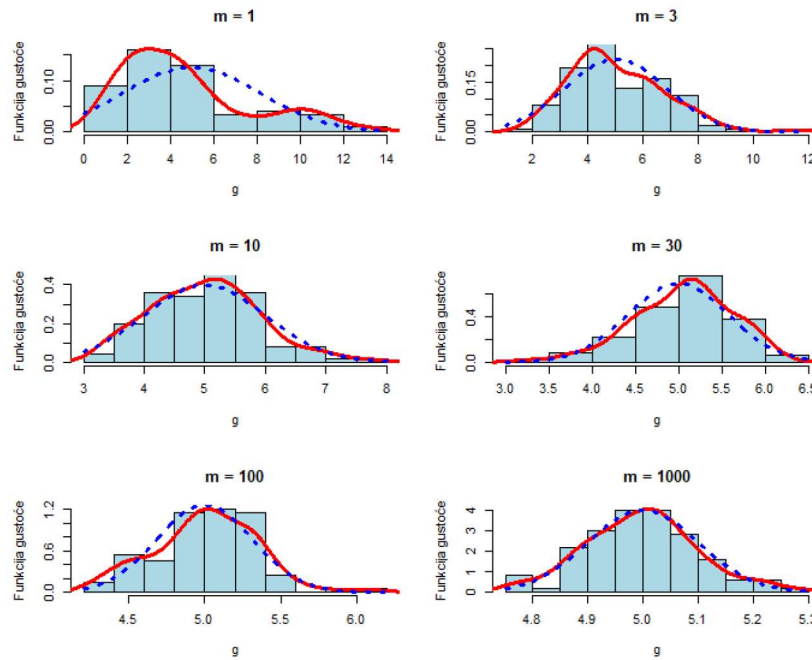 m = 1
Funkcija gustoće
0.00
0.10
0 2 4 6 8 10 12 14
g
m = 3
Funkcija gustoće
0.00
0.15
2 4 6 8 10 12
g
m = 10
Funkcija gustoće
0.0
0.2
0.4
3 4 5 6 7 8
g
m = 30
Funkcija gustoće
0.0
0.4
3.0 3.5 4.0 4.5 5.0 5.5 6.0 6.5
g
m = 100
Funkcija gustoće
0.0
0.6
1.2
4.5 5.0 5.5 6.0
g
m = 1000
Funkcija gustoće
0
1
2
3
4
4.8 4.9 5.0 5.1 5.2 5.3
g